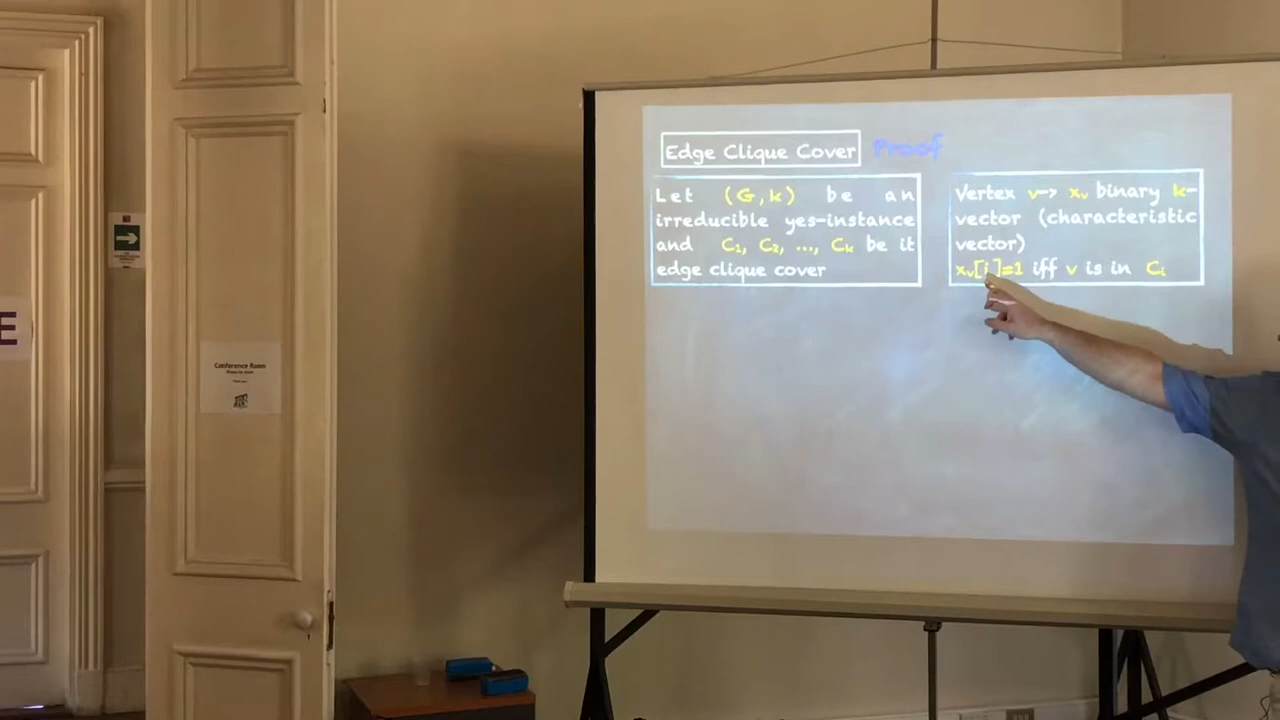 Edge Clique Cover Proof
Let (G,k) be an
irreducible yes-instance
and C₁, C₂, ..., Cₖ be it
edge clique cover
Vertex v-> xᵥ binary k-
vector (characteristic
vector)
xᵥ[i]=1 iff v is in Cᵢ
E
Conference Room